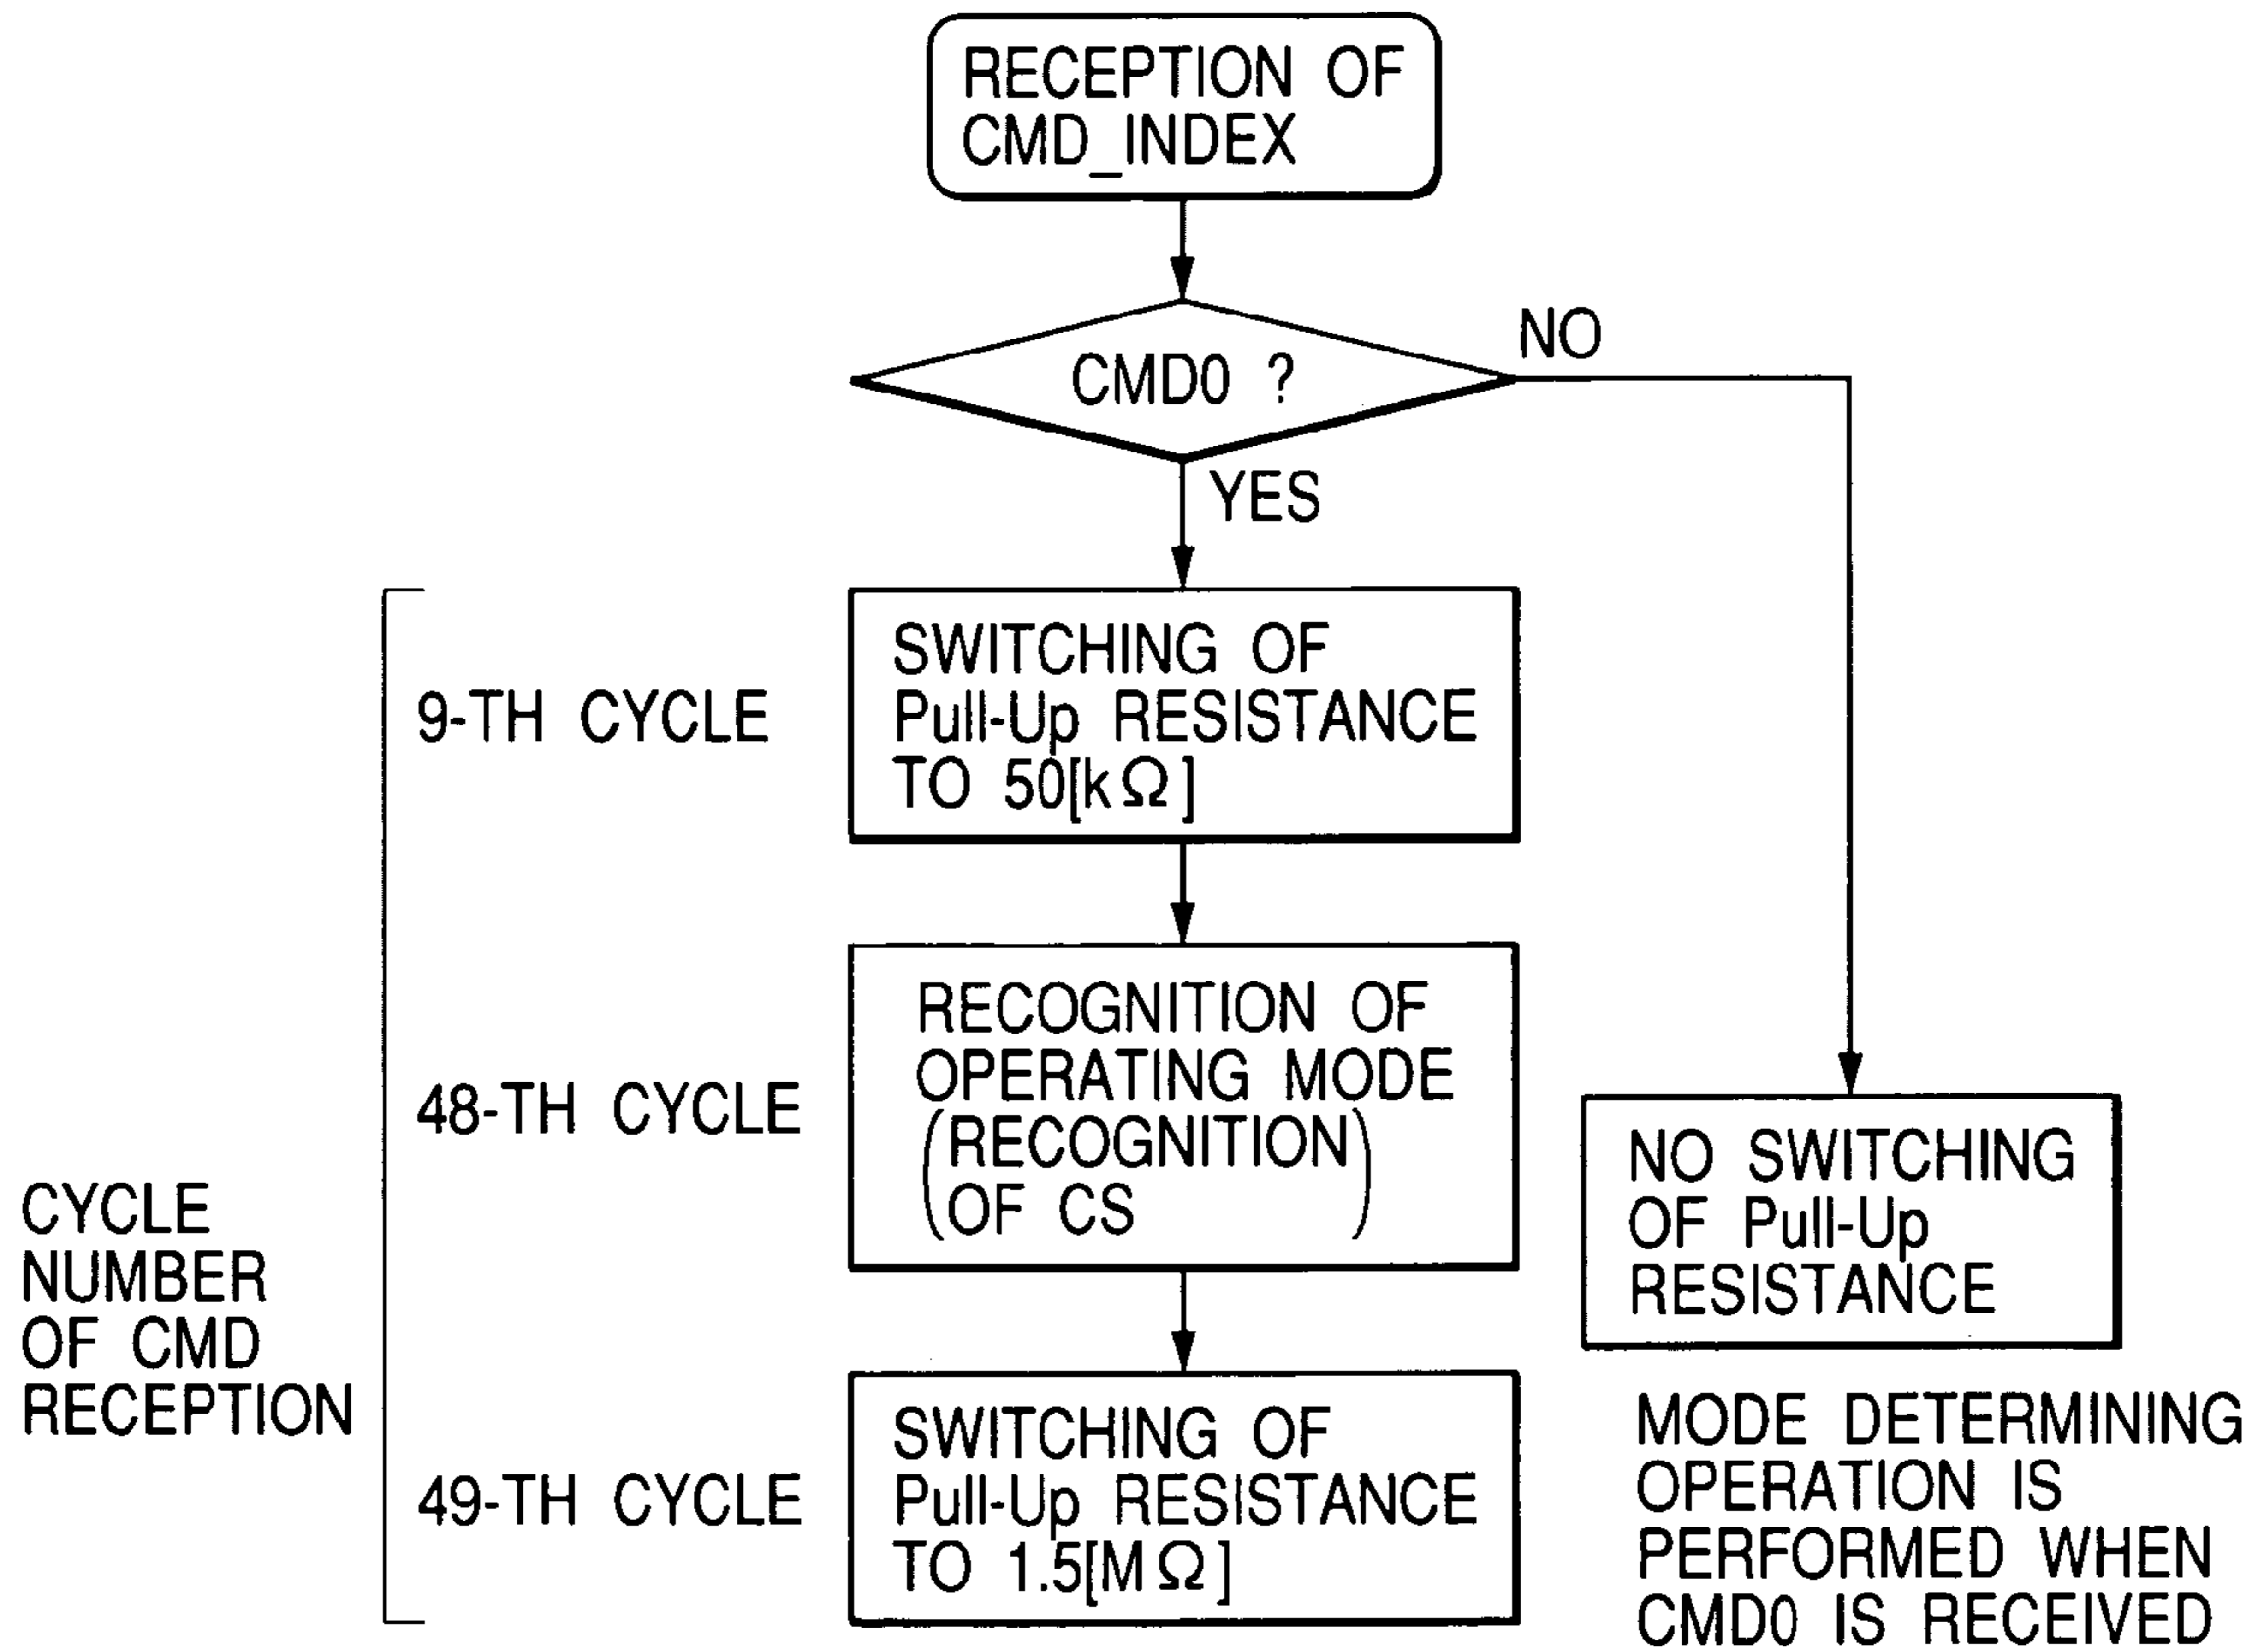 RECEPTION OF
CMD_INDEX
CMD0 ?
NO
YES
9-TH CYCLE
SWITCHING OF
Pull-Up RESISTANCE
TO 50[kΩ]
48-TH CYCLE
RECOGNITION OF
OPERATING MODE
(RECOGNITION
OF CS)
NO SWITCHING
OF Pull-Up
RESISTANCE
CYCLE
NUMBER
OF CMD
RECEPTION
49-TH CYCLE
SWITCHING OF
Pull-Up RESISTANCE
TO 1.5[MΩ]
MODE DETERMINING
OPERATION IS
PERFORMED WHEN
CMD0 IS RECEIVED